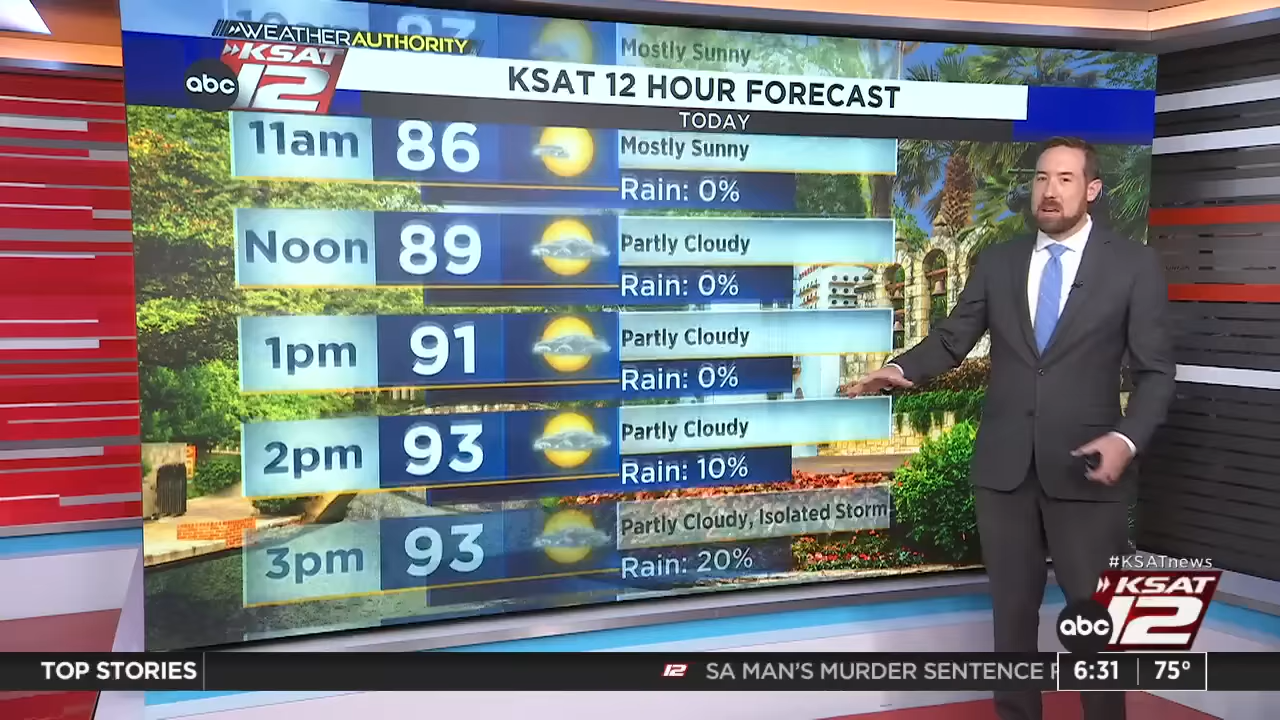 WEATHERAUTHORITY
KSAT
abc 12
KSAT 12 HOUR FORECAST
TODAY
Mostly Sunny
11am 86 Mostly Sunny
Rain: 0%
Noon 89 Partly Cloudy
Rain: 0%
1pm 91 Partly Cloudy
Rain: 0%
2pm 93 Partly Cloudy
Rain: 10%
3pm 93 Partly Cloudy, Isolated Storm
Rain: 20%
#KSATnews
KSAT
abc 12
TOP STORIES 12 SA MAN'S MURDER SENTENCE 6:31 75°